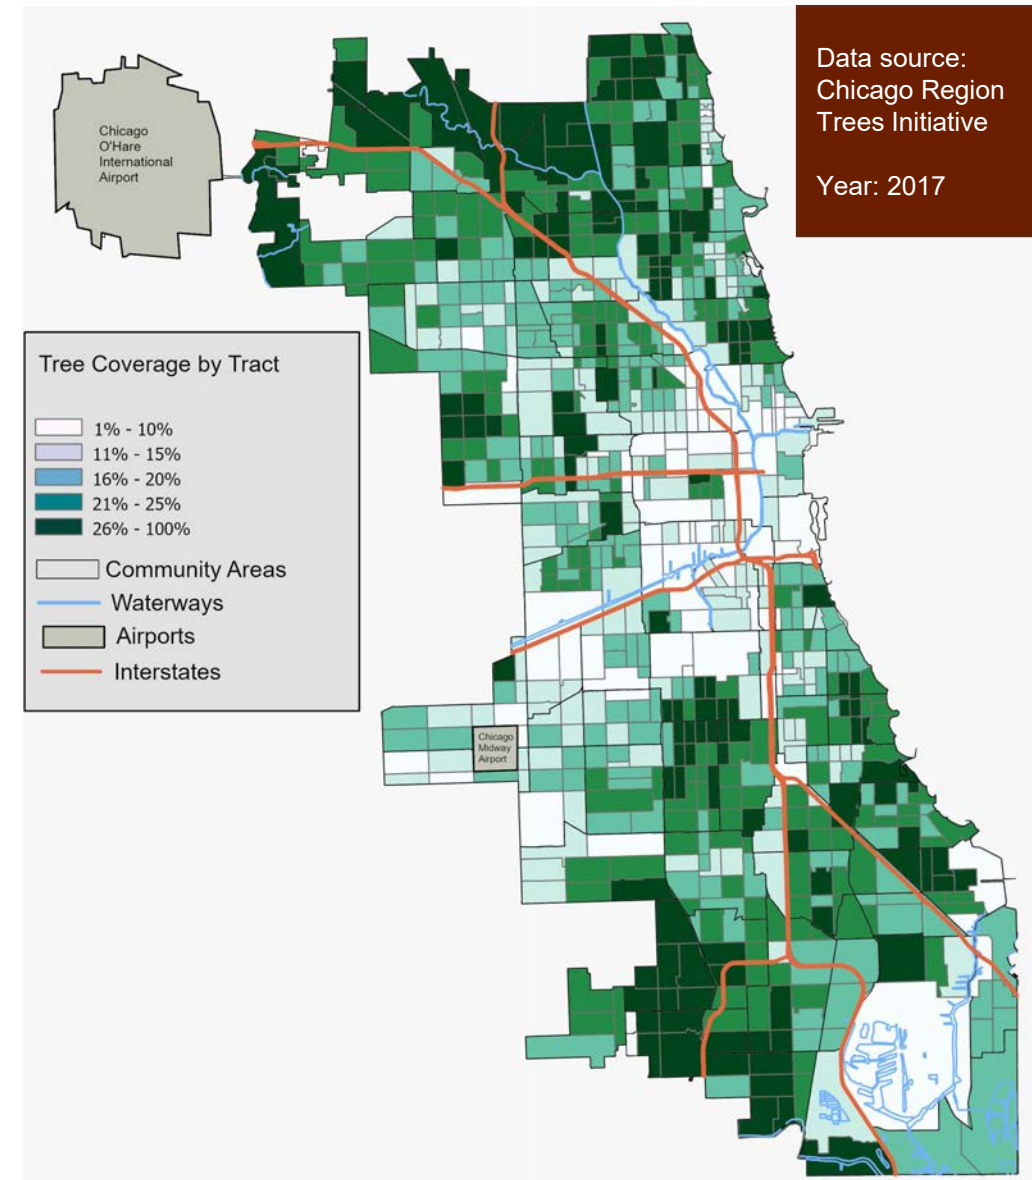 Data source:
Chicago Region
Trees Initiative
Year: 2017
Chicago
O'Hare
International
Airport
Tree Coverage by Tract
1% - 10%
11% - 15%
16% - 20%
21% - 25%
26% - 100%
Community Areas
Waterways
Airports
Interstates
Chicago
Midway
Airport